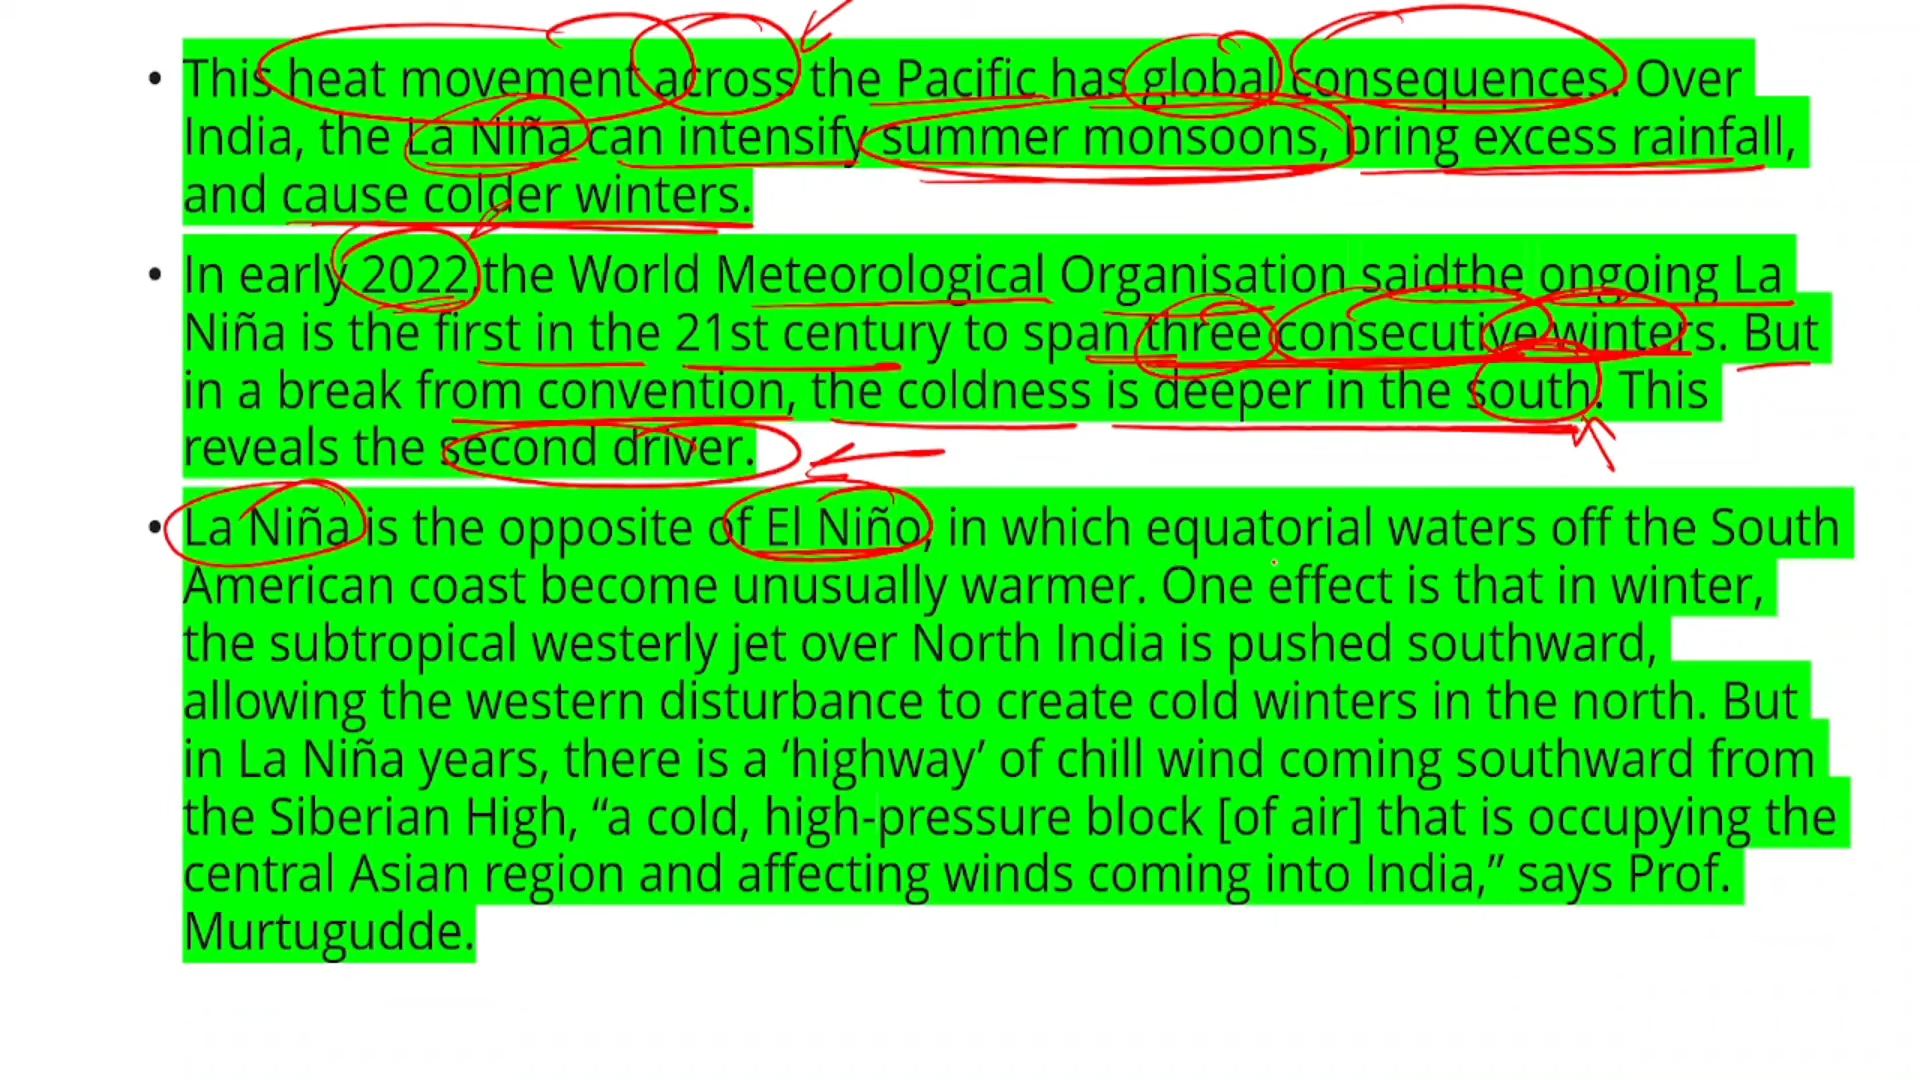 • This heat movement across the Pacific has global consequences. Over
India, the La Niña can intensify summer monsoons, bring excess rainfall,
and cause colder winters.
• In early 2022,the World Meteorological Organisation saidthe ongoing La
Niña is the first in the 21st century to span three consecutive winters. But
in a break from convention, the coldness is deeper in the south. This
reveals the second driver.
• La Niña is the opposite of El Niño, in which equatorial waters off the South
American coast become unusually warmer. One effect is that in winter,
the subtropical westerly jet over North India is pushed southward,
allowing the western disturbance to create cold winters in the north. But
in La Niña years, there is a ‘highway’ of chill wind coming southward from
the Siberian High, “a cold, high-pressure block [of air] that is occupying the
central Asian region and affecting winds coming into India,” says Prof.
Murtugudde.